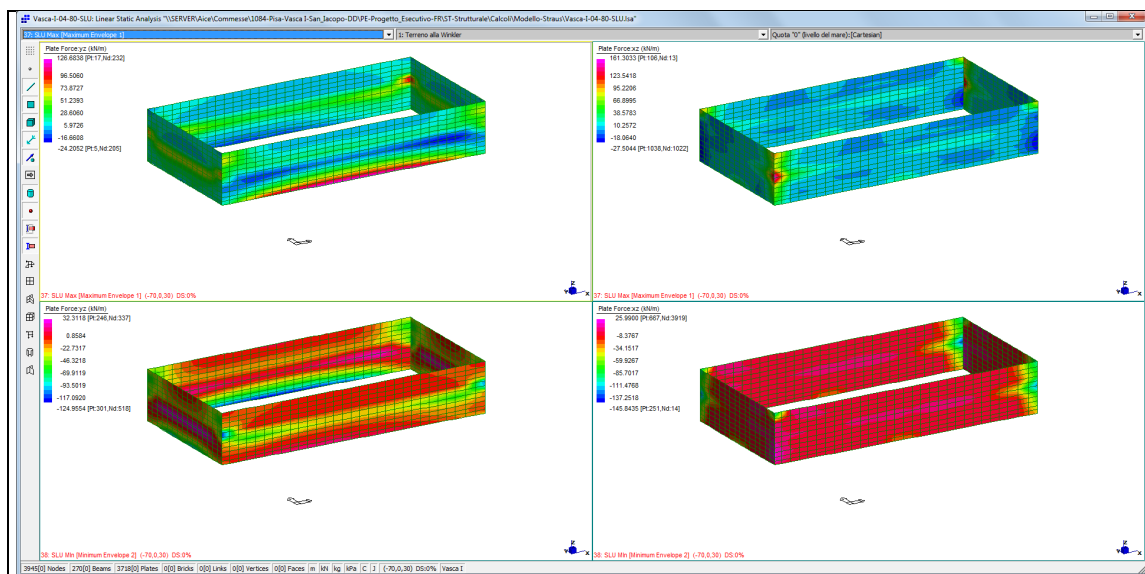 Vasca-I-04-80-SLU: Linear Static Analysis "\\SERVER\Aice\Commesse\1084-Pisa-Vasca I-San_Iacopo-DD\PE-Progetto_Esecutivo-FR\ST-Strutturale\Calcoli\Modello-Straus\Vasca-I-04-80-SLU.lsa"
37: SLU Max [Maximum Envelope 1]
1: Terreno alla Winkler
Quota "0" (livello del mare):[Cartesian]
Plate Force:yz (kN/m)
126.6838 [Pt:17,Nd:232]
96.5060
73.8727
51.2393
28.6060
5.9726
-16.6608
-24.2052 [Pt:5,Nd:205]
37: SLU Max [Maximum Envelope 1] (-70,0,30) DS:0%
Plate Force:xz (kN/m)
161.3033 [Pt:106,Nd:13]
123.5418
95.2206
66.8995
38.5783
10.2572
-18.0640
-27.5044 [Pt:1038,Nd:1022]
37: SLU Max [Maximum Envelope 1] (-70,0,30) DS:0%
Plate Force:yz (kN/m)
32.3118 [Pt:246,Nd:337]
0.8584
-22.7317
-46.3218
-69.9119
-93.5019
-117.0920
-124.9554 [Pt:301,Nd:518]
38: SLU MIn [Minimum Envelope 2] (-70,0,30) DS:0%
Plate Force:xz (kN/m)
25.9900 [Pt:667,Nd:3919]
-8.3767
-34.1517
-59.9267
-85.7017
-111.4768
-137.2518
-145.8435 [Pt:251,Nd:14]
38: SLU MIn [Minimum Envelope 2] (-70,0,30) DS:0%
3945[0] Nodes 270[0] Beams 3718[0] Plates 0[0] Bricks 0[0] Links 0[0] Vertices 0[0] Faces m kN kg kPa C J (-70,0,30) DS:0% Vasca I